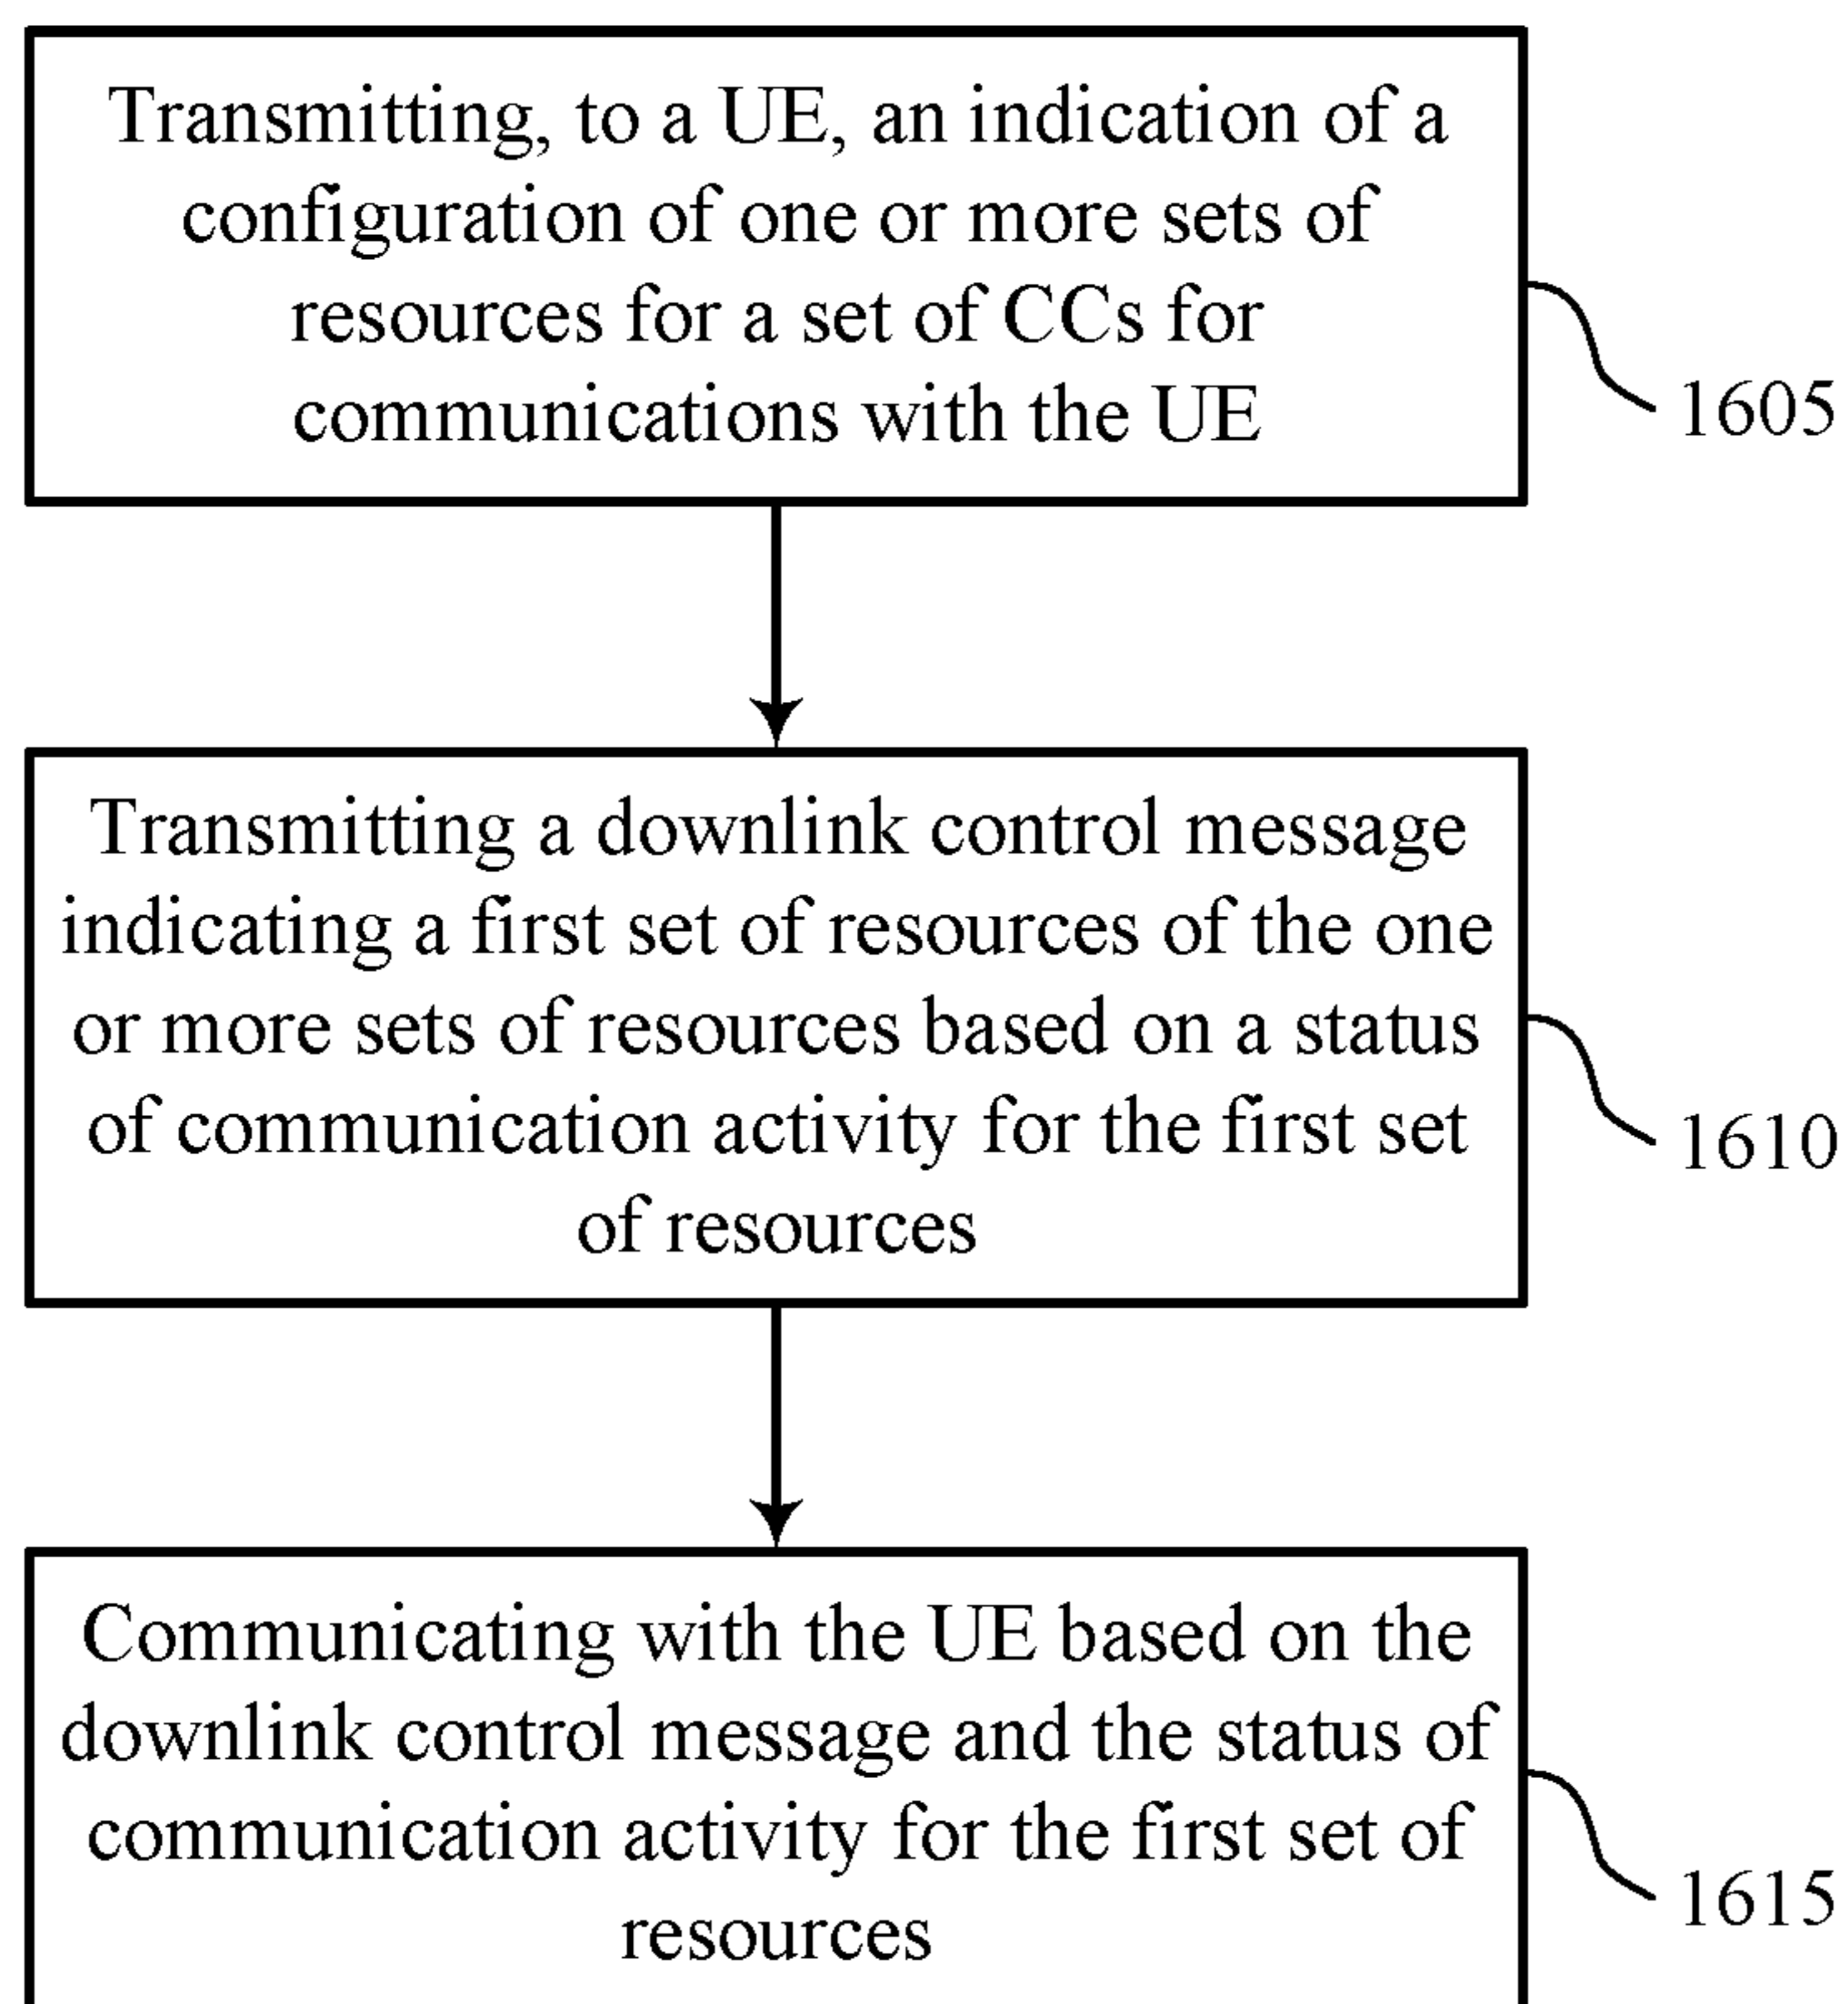 Transmitting, to a UE, an indication of a
configuration of one or more sets of
resources for a set of CCs for
communications with the UE
1605
Transmitting a downlink control message
indicating a first set of resources of the one
or more sets of resources based on a status
of communication activity for the first set
of resources
1610
Communicating with the UE based on the
downlink control message and the status of
communication activity for the first set of
resources
1615